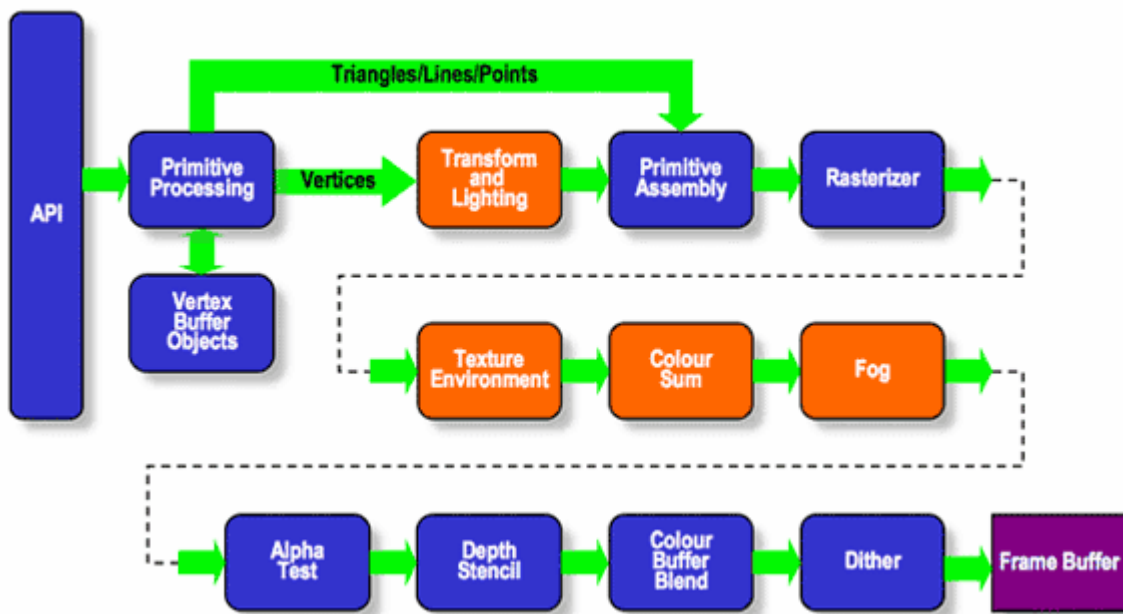 Triangles/Lines/Points
API
Primitive
Processing
Vertices
Transform
and
Lighting
Primitive
Assembly
Rasterizer
Vertex
Buffer
Objects
Texture
Environment
Colour
Sum
Fog
Alpha
Test
Depth
Stencil
Colour
Buffer
Blend
Dither
Frame Buffer